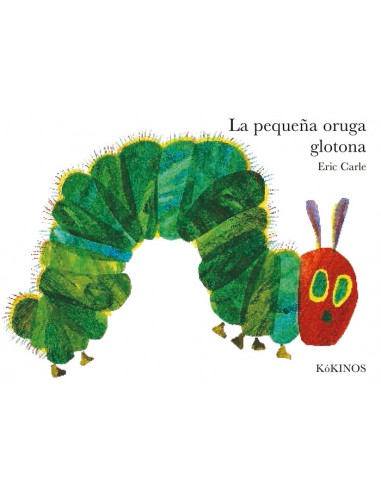 La pequeña oruga
glotona
Eric Carle
KóKINOS